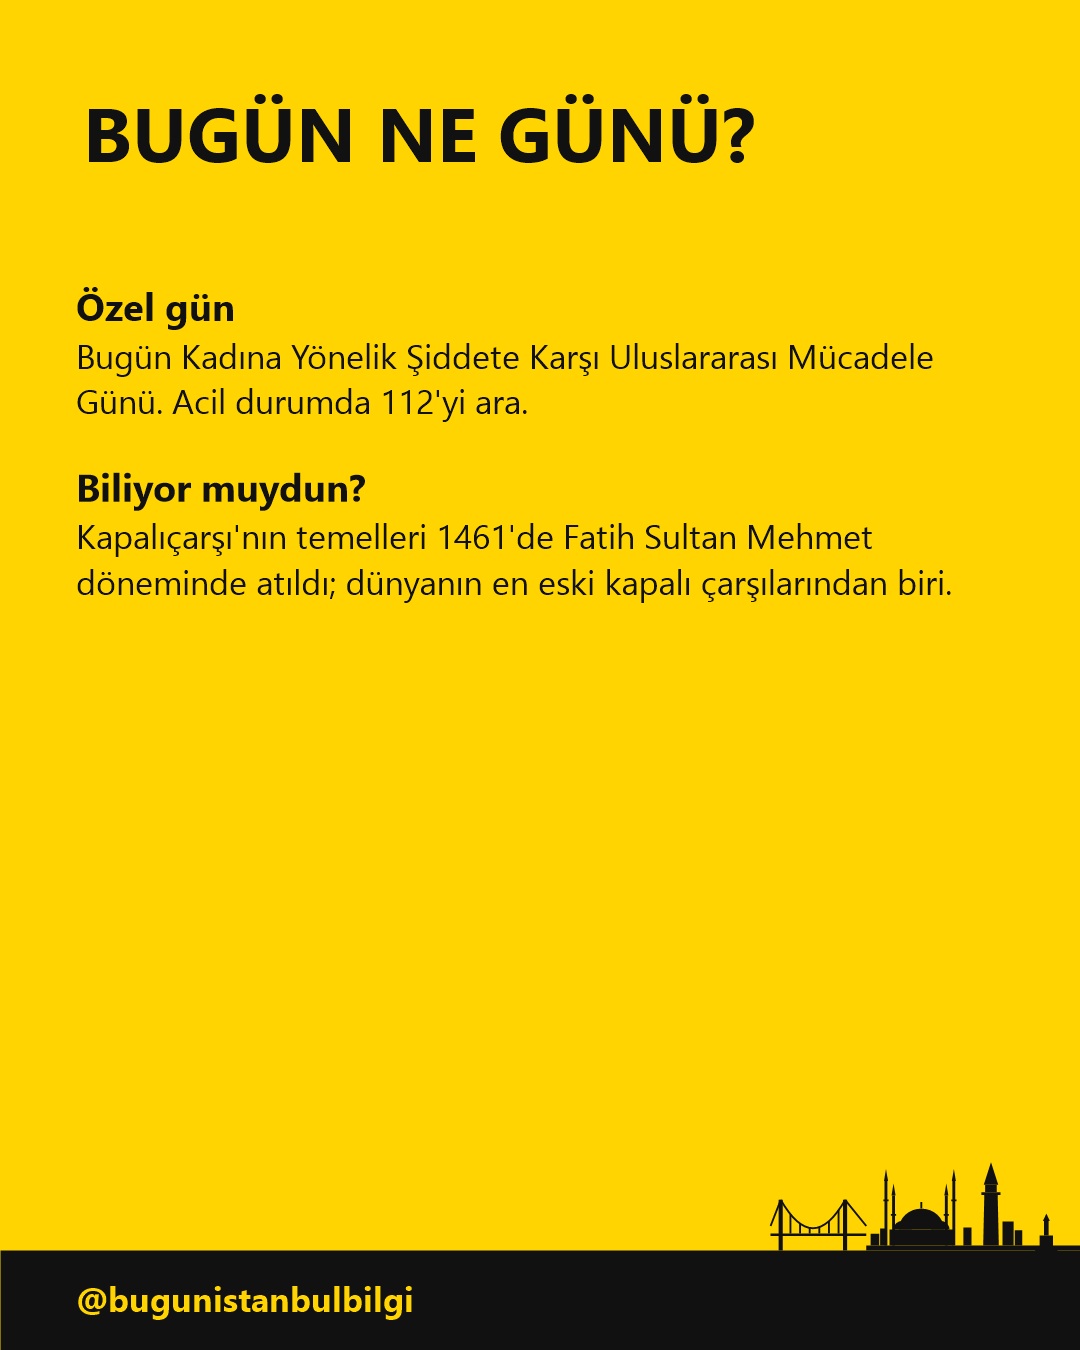 BUGÜN NE GÜNÜ?
Özel gün
Bugün Kadına Yönelik Şiddete Karşı Uluslararası Mücadele
Günü. Acil durumda 112'yi ara.
Biliyor muydun?
Kapalıçarşı'nın temelleri 1461'de Fatih Sultan Mehmet
döneminde atıldı; dünyanın en eski kapalı çarşılarından biri.
@bugunistanbulbilgi